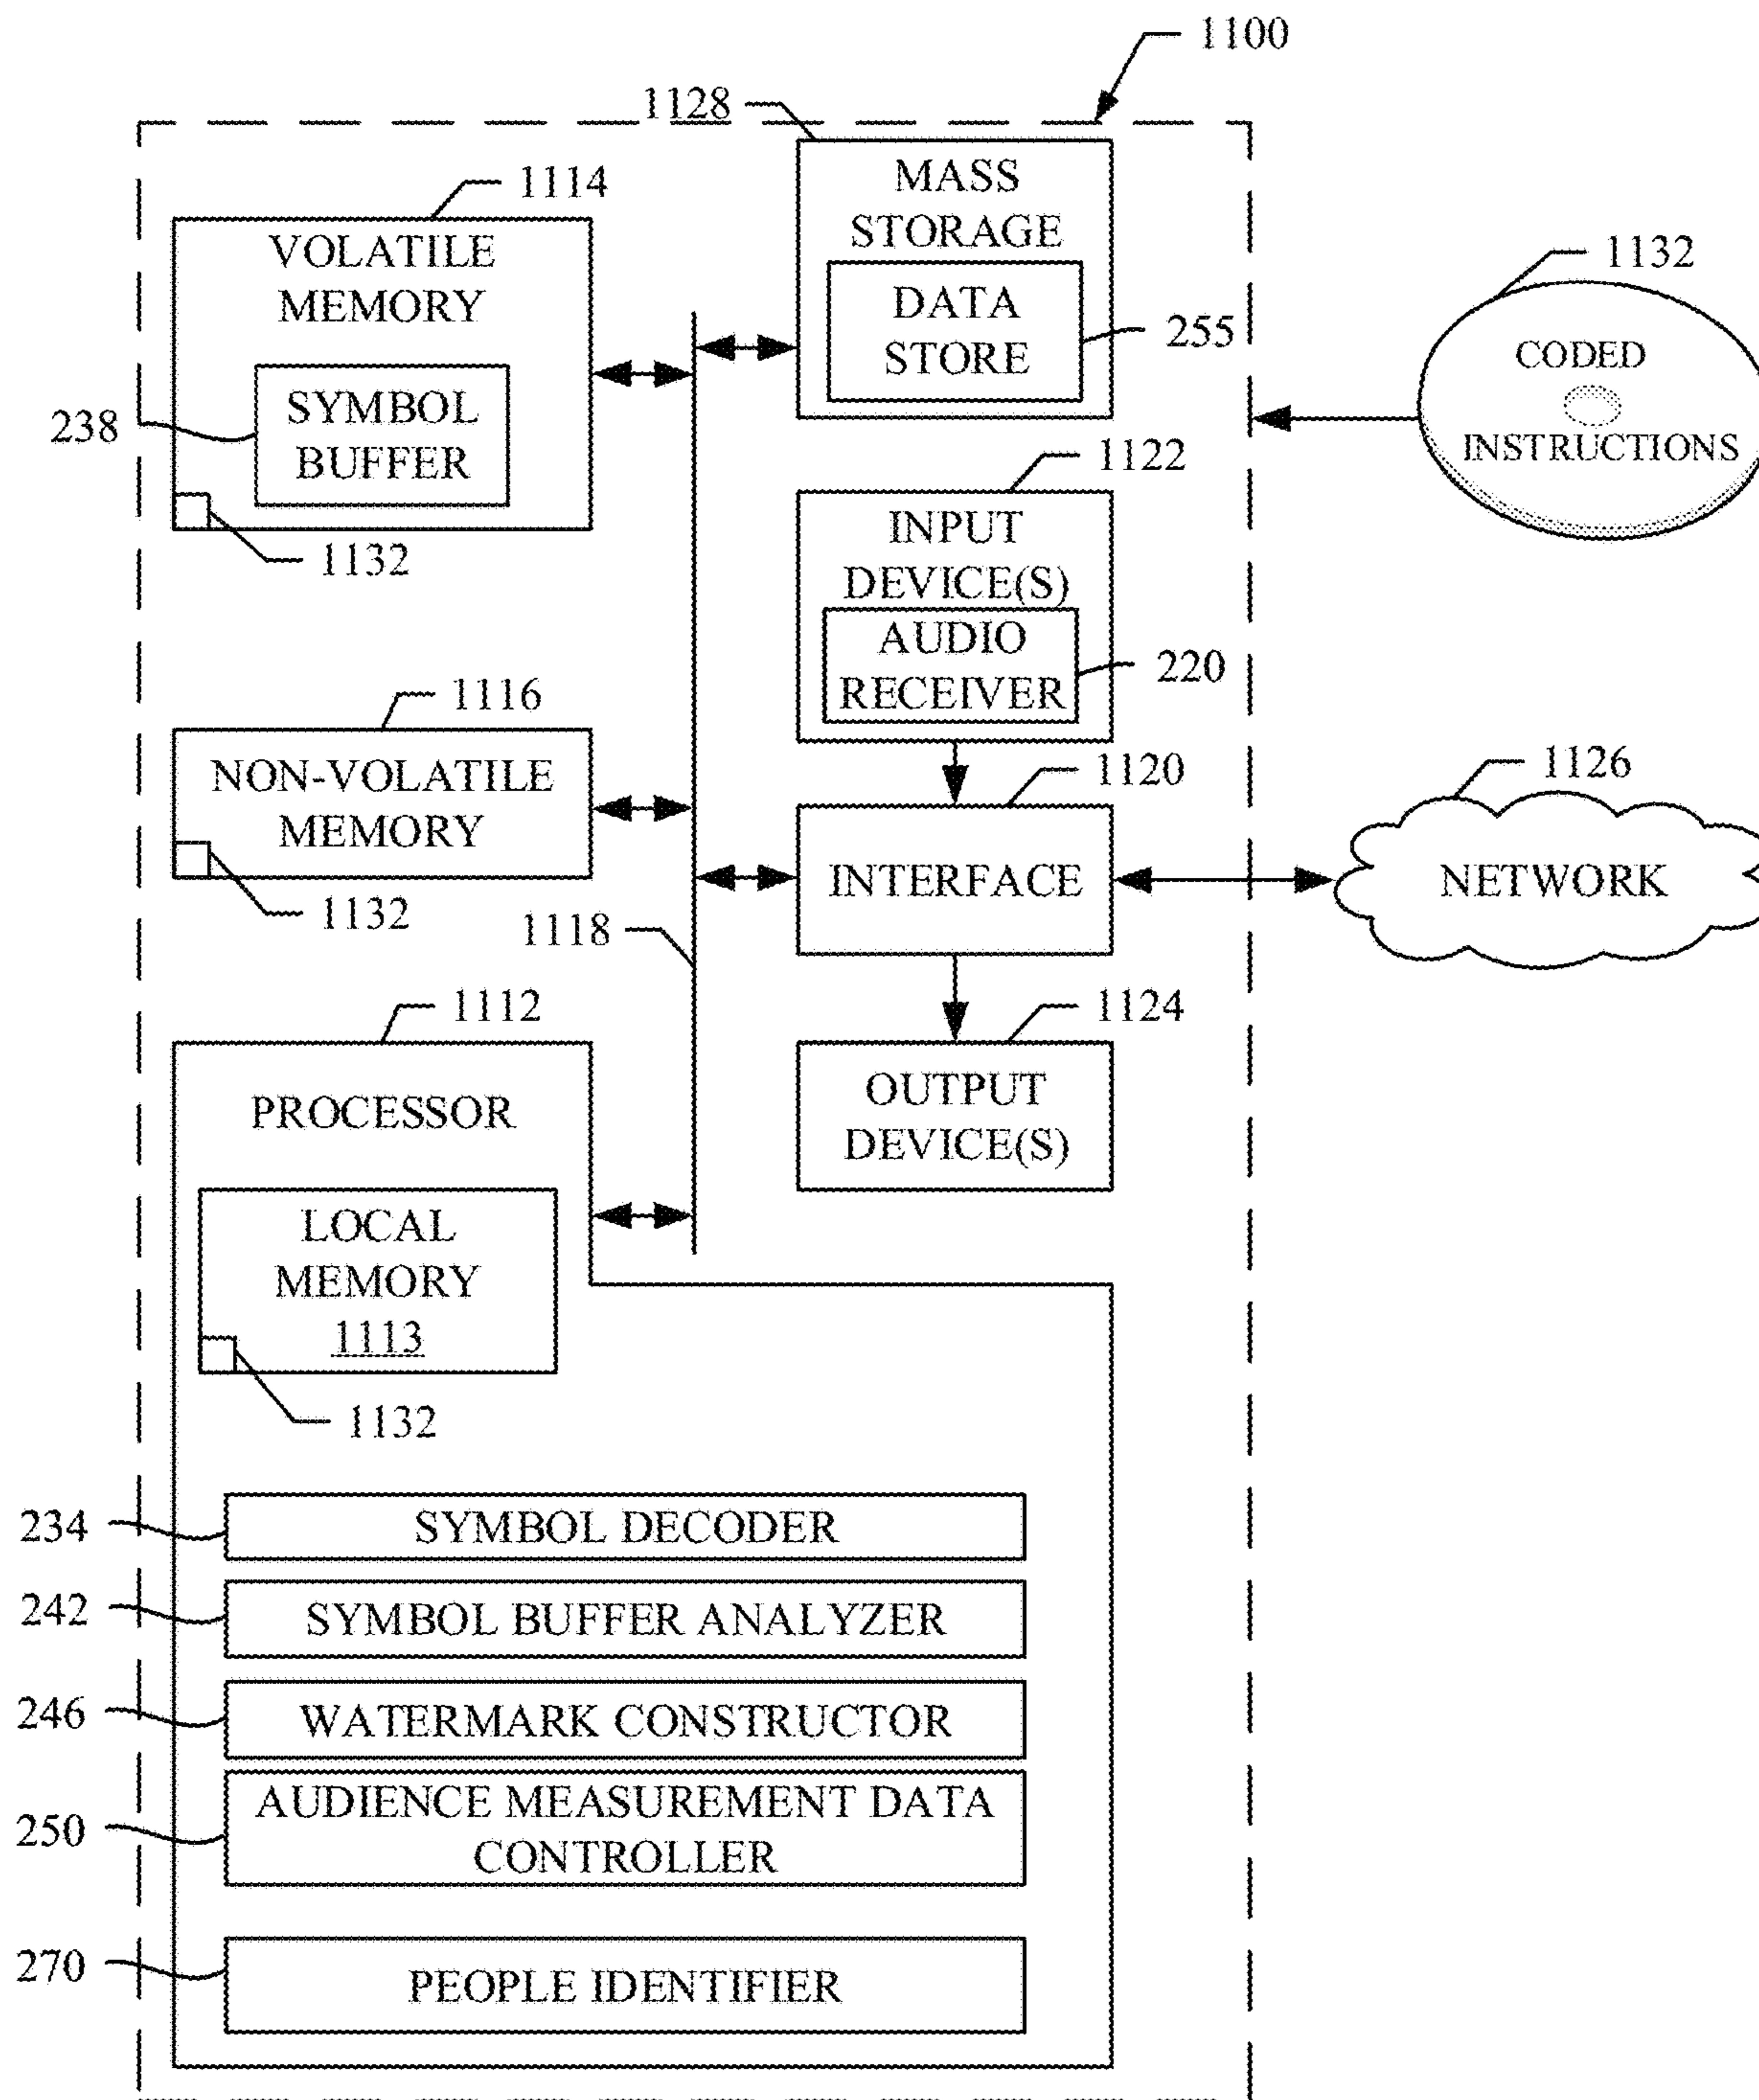 1100
1128
MASS
STORAGE
DATA
STORE
255
1114
VOLATILE
MEMORY
SYMBOL
BUFFER
238
1132
1132
CODED
INSTRUCTIONS
1122
INPUT
DEVICE(S)
AUDIO
RECEIVER
220
1116
NON-VOLATILE
MEMORY
1132
1120
INTERFACE
1126
NETWORK
1118
1124
OUTPUT
DEVICE(S)
1112
PROCESSOR
LOCAL
MEMORY
1113
1132
234
SYMBOL DECODER
242
SYMBOL BUFFER ANALYZER
246
WATERMARK CONSTRUCTOR
250
AUDIENCE MEASUREMENT DATA
CONTROLLER
270
PEOPLE IDENTIFIER